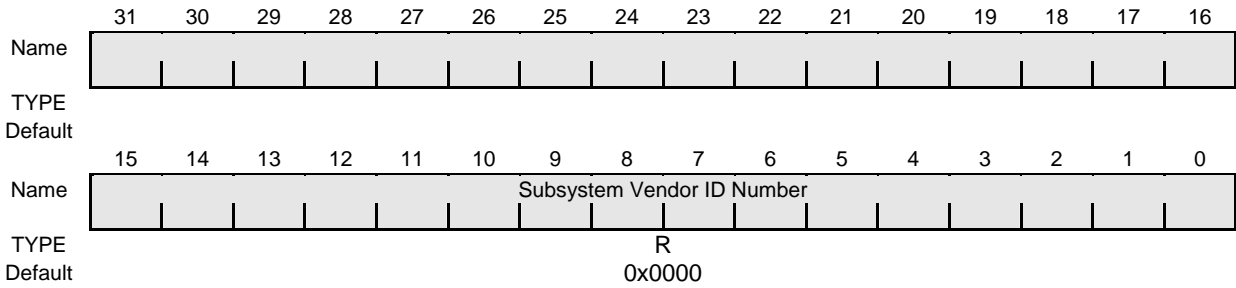 31 30 29 28 27 26 25 24 23 22 21 20 19 18 17 16
Name
TYPE
Default
15 14 13 12 11 10 9 8 7 6 5 4 3 2 1 0
Name Subsystem Vendor ID Number
TYPE R
Default 0x0000